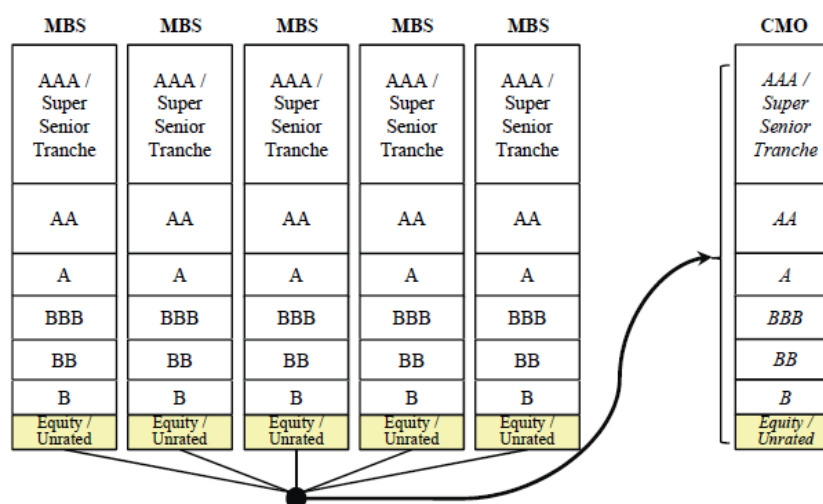 MBS MBS MBS MBS MBS CMO
AAA / AAA / AAA / AAA / AAA / AAA /
Super Super Super Super Super Super
Senior Senior Senior Senior Senior Senior
Tranche Tranche Tranche Tranche Tranche Tranche
AA AA AA AA AA AA
A A A A A A
BBB BBB BBB BBB BBB BBB
BB BB BB BB BB BB
B B B B B B
Equity / Equity / Equity / Equity / Equity / Equity /
Unrated Unrated Unrated Unrated Unrated Unrated